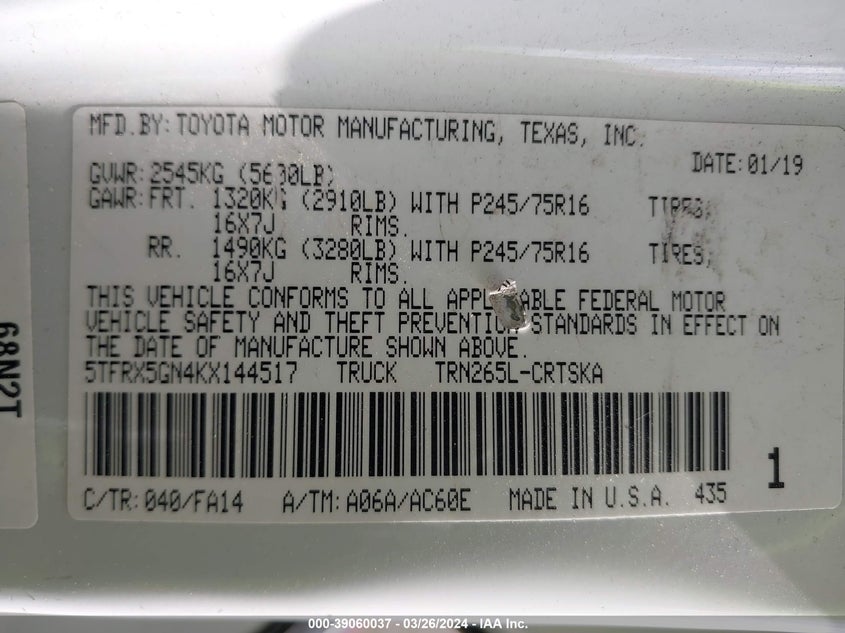 MFD.BY: TOYOTA MOTOR MANUFACTURING, TEXAS, INC.
DATE: 01/19
GVWR: 2545KG (5600LB)
GAWR: FRT. 1320KG (2910LB) WITH P245/75R16 TIRES;
16X7J RIMS.
RR. 1490KG (3280LB) WITH P245/75R16 TIRES;
16X7J RIMS.
THIS VEHICLE CONFORMS TO ALL APPLICABLE FEDERAL MOTOR
VEHICLE SAFETY AND THEFT PREVENTION STANDARDS IN EFFECT ON
THE DATE OF MANUFACTURE SHOWN ABOVE.
5TFRX5GN4KX144517 TRUCK TRN265L-CRTSKA
1
C/TR: 040/FA14 A/TM: A06A/AC60E MADE IN U.S.A. 435
68N2T
000-39060037 - 03/26/2024 - IAA Inc.